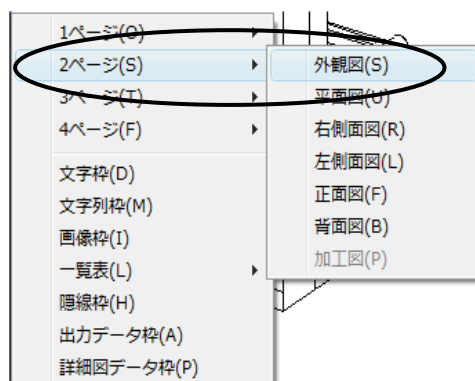 1ページ(O)
2ページ(S)
3ページ(T)
4ページ(F)
文字枠(D)
文字列枠(M)
画像枠(I)
一覧表(L)
隠線枠(H)
出力データ枠(A)
詳細図データ枠(P)
外観図(S)
平面図(U)
右側面図(R)
左側面図(L)
正面図(F)
背面図(B)
加工図(P)